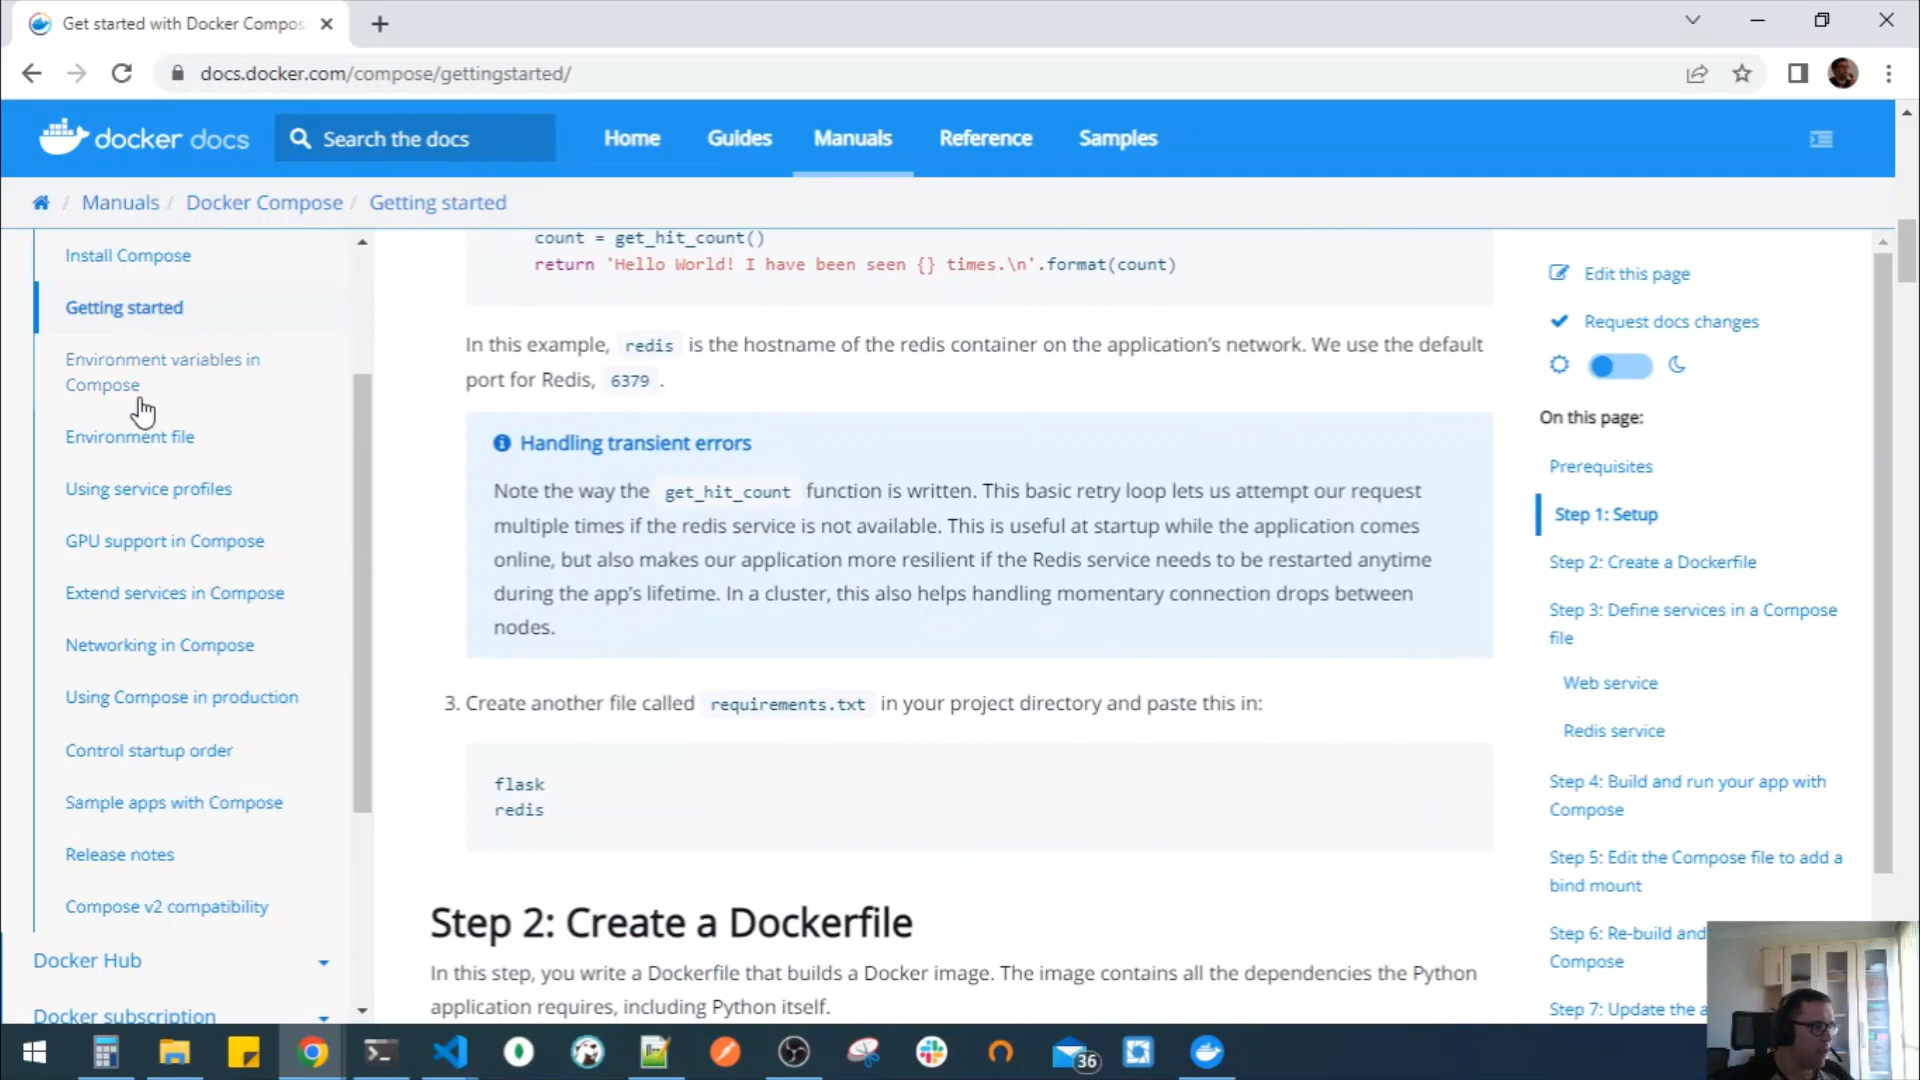 Get started with Docker Compos
docs.docker.com/compose/gettingstarted/
docker docs
Search the docs
Home
Guides
Manuals
Reference
Samples
/ Manuals / Docker Compose / Getting started
Install Compose
Getting started
Environment variables in
Compose
Environment file
Using service profiles
GPU support in Compose
Extend services in Compose
Networking in Compose
Using Compose in production
Control startup order
Sample apps with Compose
Release notes
Compose v2 compatibility
Docker Hub
Docker subscription
count = get_hit_count()
return 'Hello World! I have been seen {} times.\n'.format(count)
In this example, redis is the hostname of the redis container on the application's network. We use the default
port for Redis, 6379 .
Handling transient errors
Note the way the get_hit_count function is written. This basic retry loop lets us attempt our request
multiple times if the redis service is not available. This is useful at startup while the application comes
online, but also makes our application more resilient if the Redis service needs to be restarted anytime
during the app's lifetime. In a cluster, this also helps handling momentary connection drops between
nodes.
3. Create another file called requirements.txt in your project directory and paste this in:
flask
redis
Step 2: Create a Dockerfile
In this step, you write a Dockerfile that builds a Docker image. The image contains all the dependencies the Python
application requires, including Python itself.
Edit this page
Request docs changes
On this page:
Prerequisites
Step 1: Setup
Step 2: Create a Dockerfile
Step 3: Define services in a Compose
file
Web service
Redis service
Step 4: Build and run your app with
Compose
Step 5: Edit the Compose file to add a
bind mount
Step 6: Re-build and
Compose
Step 7: Update the a
36